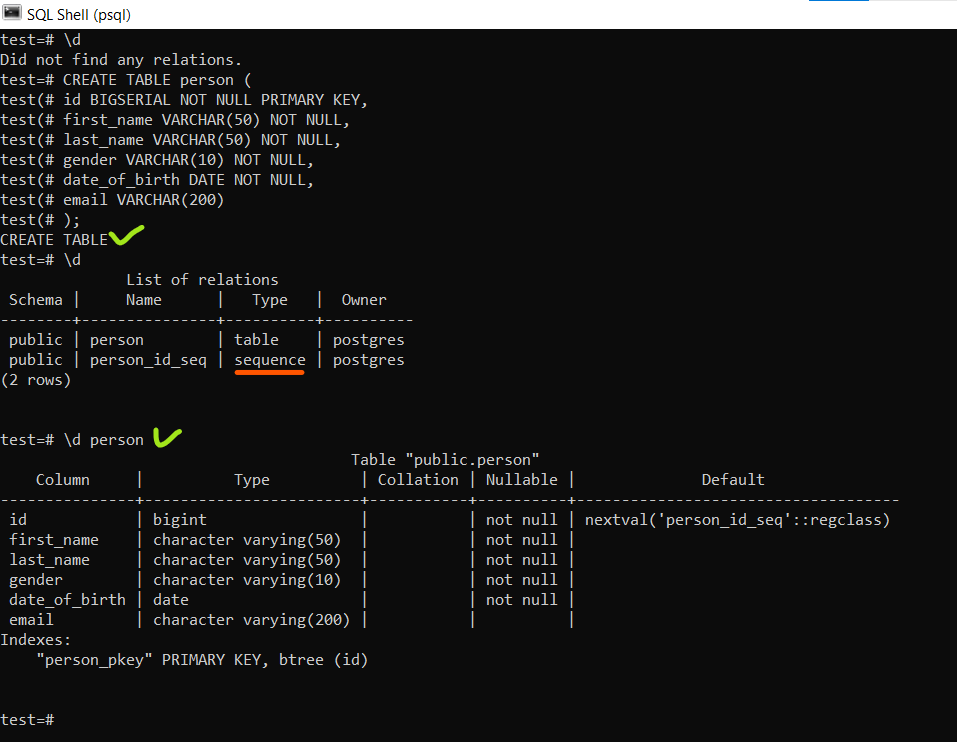 SQL Shell (psql)
test=# \d
Did not find any relations.
test=# CREATE TABLE person (
test(# id BIGSERIAL NOT NULL PRIMARY KEY,
test(# first_name VARCHAR(50) NOT NULL,
test(# last_name VARCHAR(50) NOT NULL,
test(# gender VARCHAR(10) NOT NULL,
test(# date_of_birth DATE NOT NULL,
test(# email VARCHAR(200)
test(# );
CREATE TABLE
test=# \d
              List of relations
 Schema |     Name      |   Type   |  Owner
--------+---------------+----------+----------
 public | person        | table    | postgres
 public | person_id_seq | sequence | postgres
(2 rows)
test=# \d person
                                       Table "public.person"
    Column     |          Type          | Collation | Nullable |              Default
---------------+------------------------+-----------+----------+------------------------------------
 id            | bigint                 |           | not null | nextval('person_id_seq'::regclass)
 first_name    | character varying(50)  |           | not null |
 last_name     | character varying(50)  |           | not null |
 gender        | character varying(10)  |           | not null |
 date_of_birth | date                   |           | not null |
 email         | character varying(200) |           |          |
Indexes:
    "person_pkey" PRIMARY KEY, btree (id)
test=#